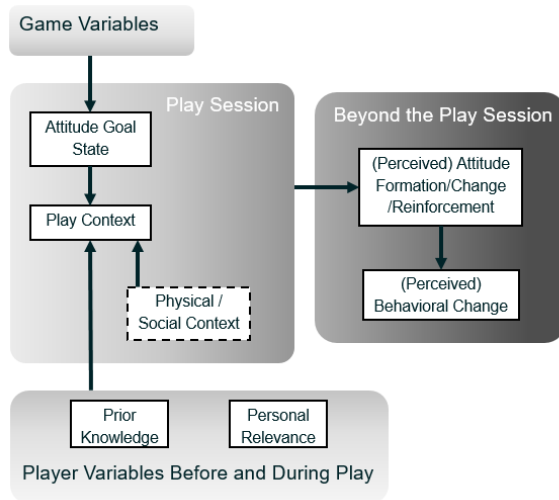 Game Variables
Play Session
Attitude Goal
State
Play Context
Physical /
Social Context
Beyond the Play Session
(Perceived) Attitude
Formation/Change
/Reinforcement
(Perceived)
Behavioral Change
Prior
Knowledge
Personal
Relevance
Player Variables Before and During Play